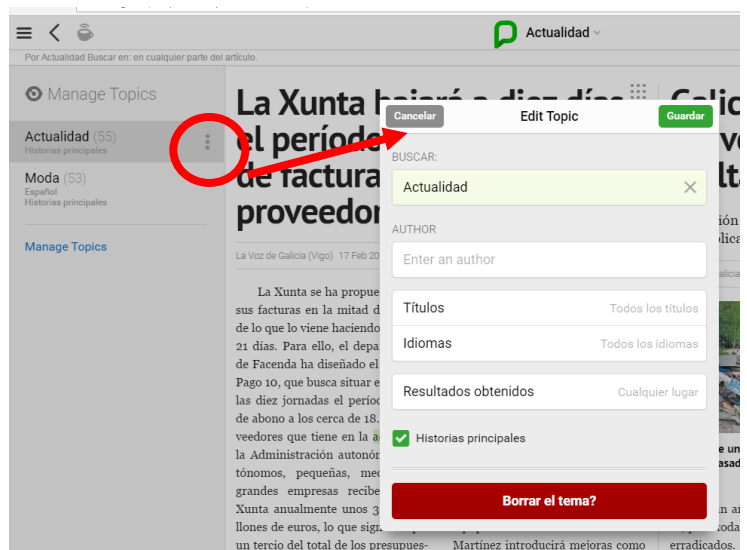 Actualidad
Por Actualidad Buscar en: en cualquier parte del artículo.
Manage Topics
Actualidad (55)
Historias principales
Moda (53)
Español
Historias principales
Manage Topics
La Xunta bajará a diez días
el período
de factura
proveedor
La Voz de Galicia (Vigo) 17 Feb 20
La Xunta se ha propue
sus facturas en la mitad d
de lo que lo viene haciendo
21 días. Para ello, el depa
de Facenda ha diseñado el
Pago 10, que busca situar e
las diez jornadas el períod
de abono a los cerca de 18.
veedores que tiene en la a
la Administración autonóm
tónomos, pequeñas, med
grandes empresas recibe
Xunta anualmente unos 3
llones de euros, lo que sign
un tercio del total de los presupues-
Cancelar
Edit Topic
Guardar
BUSCAR:
Actualidad
AUTHOR
Enter an author
Títulos
Todos los títulos
Idiomas
Todos los idiomas
Resultados obtenidos
Cualquier lugar
Historias principales
Borrar el tema?
Martínez introducirá mejoras como
erradicados.